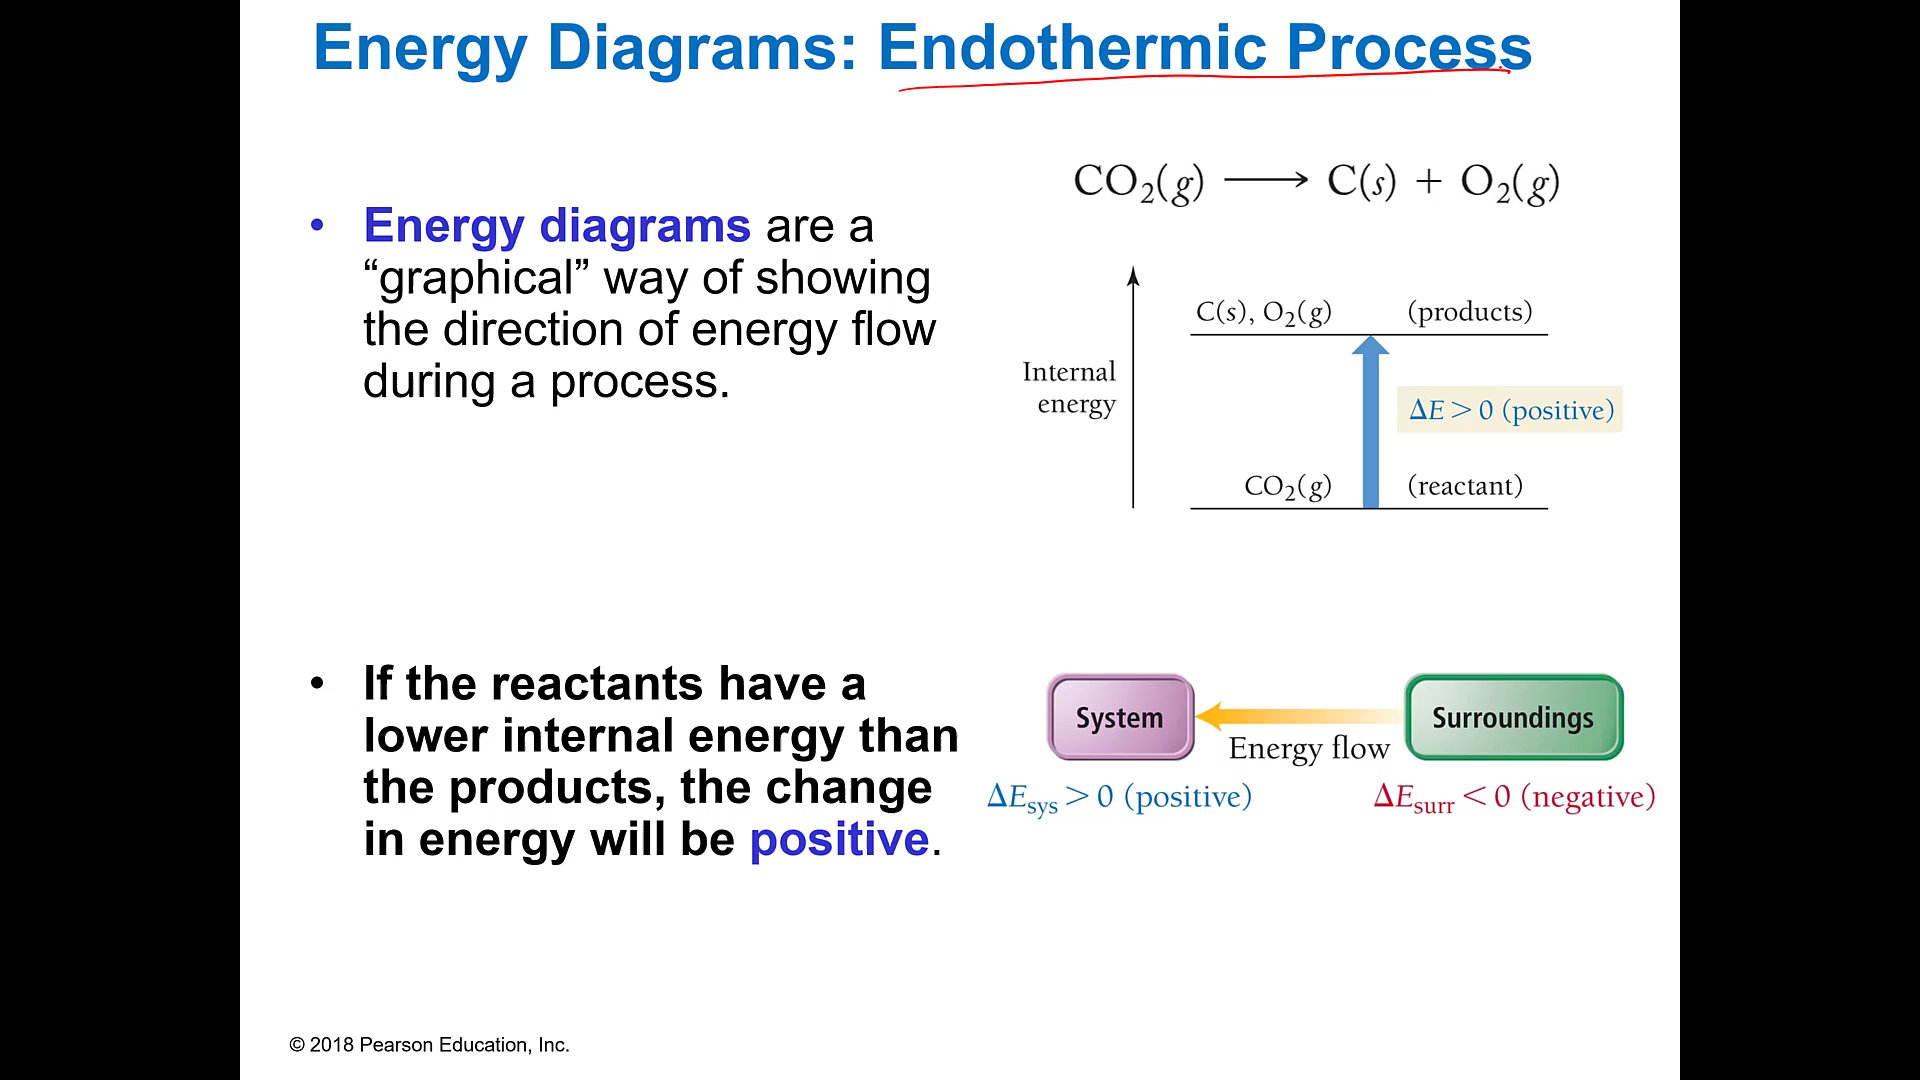 Energy Diagrams: Endothermic Process
• Energy diagrams are a
“graphical” way of showing
the direction of energy flow
during a process.
CO₂(g) ⟶ C(s) + O₂(g)
Internal
energy
C(s), O₂(g) (products)
ΔE > 0 (positive)
CO₂(g) (reactant)
• If the reactants have a
lower internal energy than
the products, the change
in energy will be positive.
System
Energy flow
Surroundings
ΔEsys > 0 (positive)
ΔEsurr < 0 (negative)
© 2018 Pearson Education, Inc.